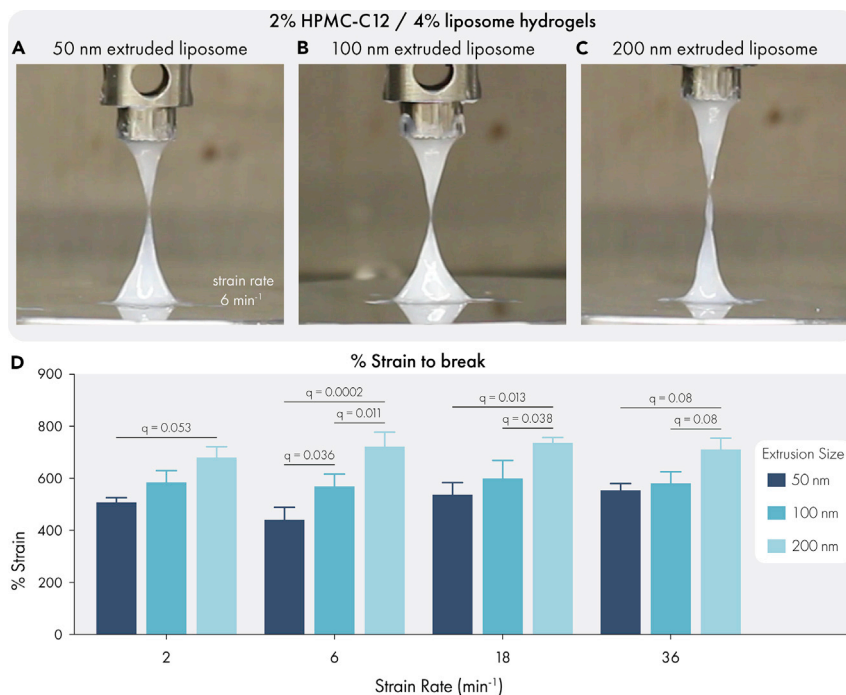 2% HPMC-C12 / 4% liposome hydrogels
A 50 nm extruded liposome
B 100 nm extruded liposome
C 200 nm extruded liposome
strain rate
6 min⁻¹
D % Strain to break
900
800
600
400
200
0
% Strain
q = 0.053
q = 0.0002
q = 0.011
q = 0.036
q = 0.013
q = 0.038
q = 0.08
q = 0.08
Extrusion Size
50 nm
100 nm
200 nm
2 6 18 36
Strain Rate (min⁻¹)